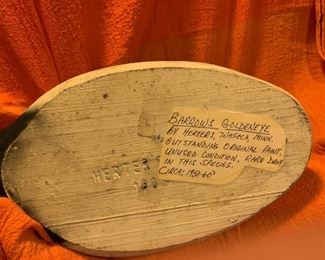 BARROWS GOLDENEYE
BY HERTERS, WASECA, MINN.
OUTSTANDING ORIGINAL PAINT.
UNUSED CONDITION. RARE
IN THIS SPECIES.
CIRCA: 1950-60'S
HERTER